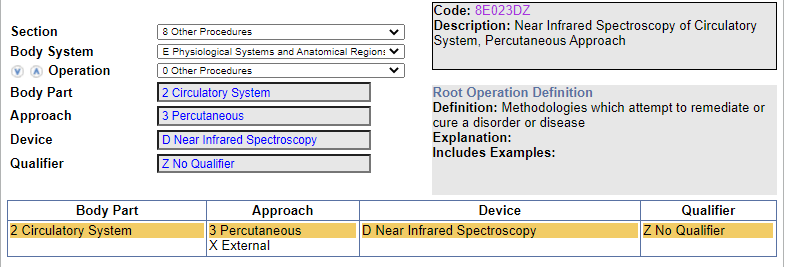 Section 8 Other Procedures
Body System E Physiological Systems and Anatomical Regions
Operation 0 Other Procedures
Body Part 2 Circulatory System
Approach 3 Percutaneous
Device D Near Infrared Spectroscopy
Qualifier Z No Qualifier
Code: 8E023DZ
Description: Near Infrared Spectroscopy of Circulatory
System, Percutaneous Approach
Root Operation Definition
Definition: Methodologies which attempt to remediate or
cure a disorder or disease
Explanation:
Includes Examples:
Body Part Approach Device Qualifier
2 Circulatory System 3 Percutaneous D Near Infrared Spectroscopy Z No Qualifier
X External